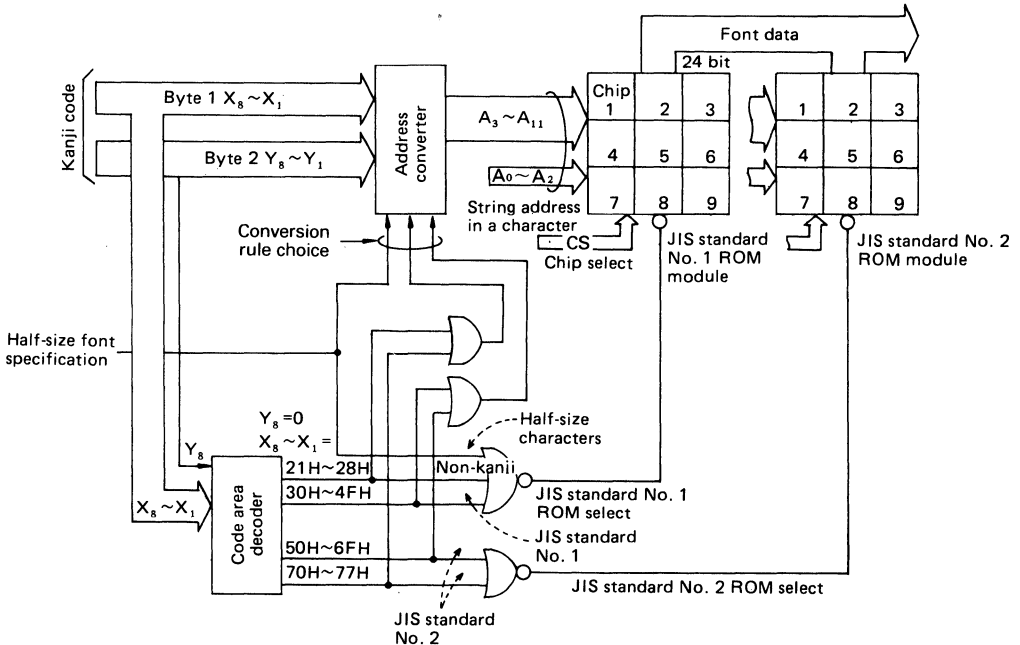 Font data
24 bit
Kanji code
Byte 1 X₈~X₁
Byte 2 Y₈~Y₁
Address
converter
A₃~A₁₁
A₀~A₂
String address
in a character
CS
Chip select
Chip
1 2 3
4 5 6
7 8 9
1 2 3
4 5 6
7 8 9
JIS standard
No. 1 ROM
module
JIS standard No. 2
ROM module
Conversion
rule choice
Half-size font
specification
Y₈=0
X₈~X₁=
Half-size
characters
Y₈
X₈~X₁
Code area
decoder
21H~28H
30H~4FH
50H~6FH
70H~77H
Non-kanji
JIS standard No. 1
ROM select
JIS standard
No. 1
JIS standard No. 2 ROM select
JIS standard
No. 2